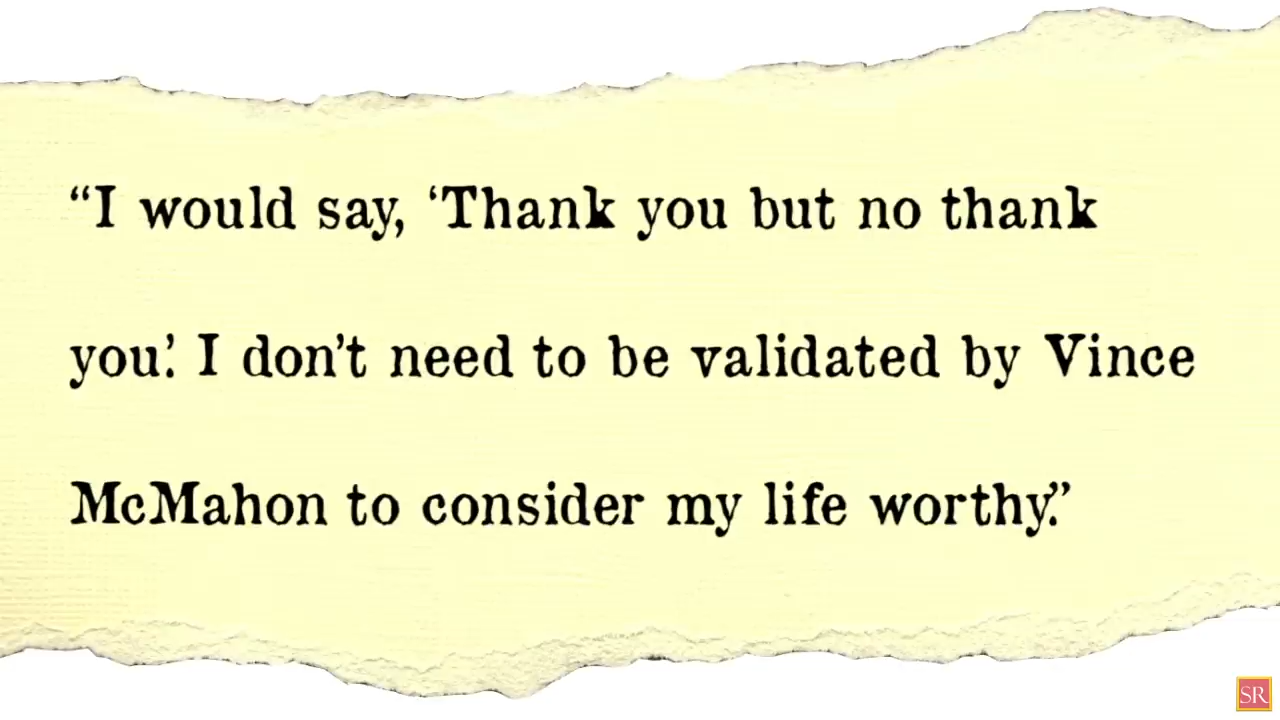 “I would say, ‘Thank you but no thank
you.’ I don’t need to be validated by Vince
McMahon to consider my life worthy.”
SR